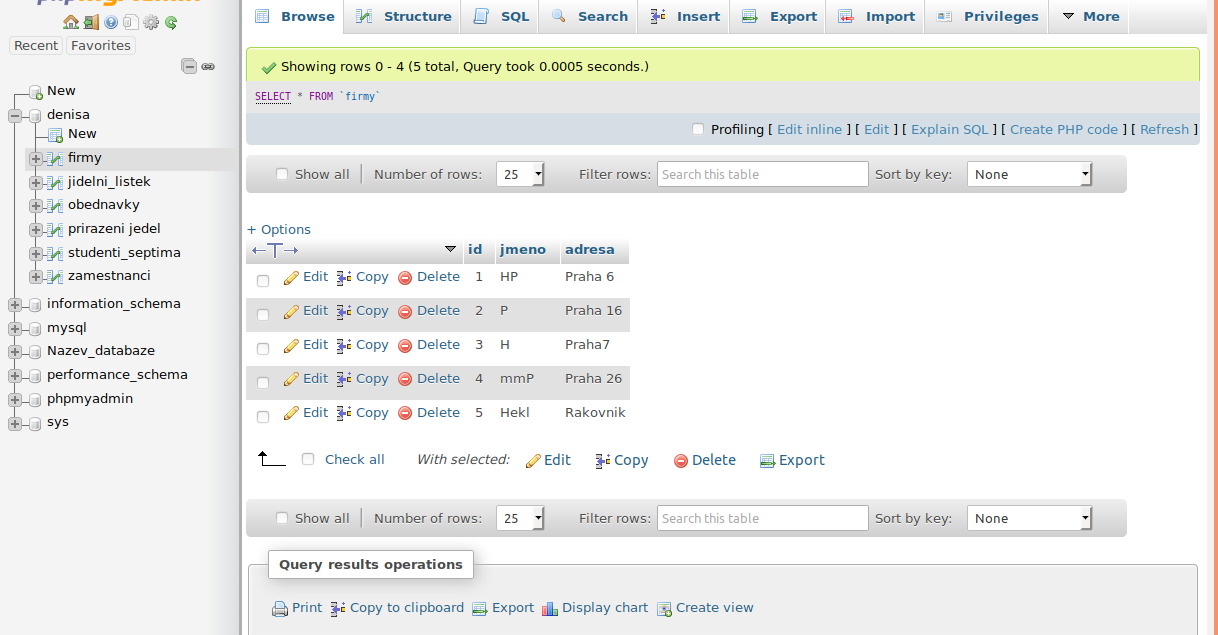 Recent Favorites
New
denisa
New
firmy
jidelni_listek
obednavky
prirazeni jedel
studenti_septima
zamestnanci
information_schema
mysql
Nazev_databaze
performance_schema
phpmyadmin
sys
Browse Structure SQL Search Insert Export Import Privileges More
Showing rows 0 - 4 (5 total, Query took 0.0005 seconds.)
SELECT * FROM `firmy`
Profiling [ Edit inline ] [ Edit ] [ Explain SQL ] [ Create PHP code ] [ Refresh ]
Show all Number of rows: 25 Filter rows: Search this table Sort by key: None
+ Options
←T→ id jmeno adresa
Edit Copy Delete 1 HP Praha 6
Edit Copy Delete 2 P Praha 16
Edit Copy Delete 3 H Praha7
Edit Copy Delete 4 mmP Praha 26
Edit Copy Delete 5 Hekl Rakovnik
Check all With selected: Edit Copy Delete Export
Show all Number of rows: 25 Filter rows: Search this table Sort by key: None
Query results operations
Print Copy to clipboard Export Display chart Create view